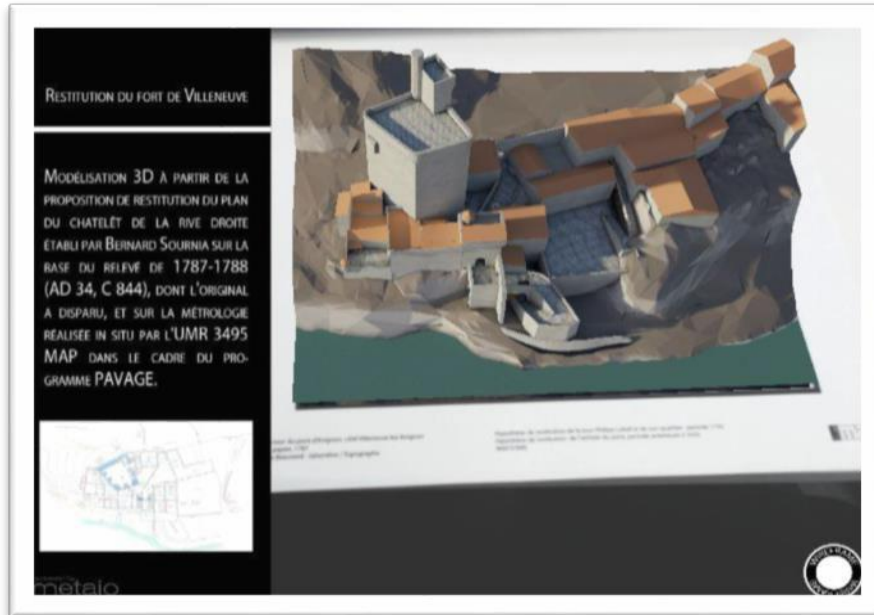 RESTITUTION DU FORT DE VILLENEUVE
MODÉLISATION 3D À PARTIR DE LA
PROPOSITION DE RESTITUTION DU PLAN
DU CHATELÊT DE LA RIVE DROITE
ÉTABLI PAR BERNARD SOURNIA SUR LA
BASE DU RELEVÉ DE 1787-1788
(AD 34, C 844), DONT L'ORIGINAL
A DISPARU, ET SUR LA MÉTROLOGIE
RÉALISÉE IN SITU PAR L'UMR 3495
MAP DANS LE CADRE DU PRO-
GRAMME PAVAGE.
metaio
WIREFRAME